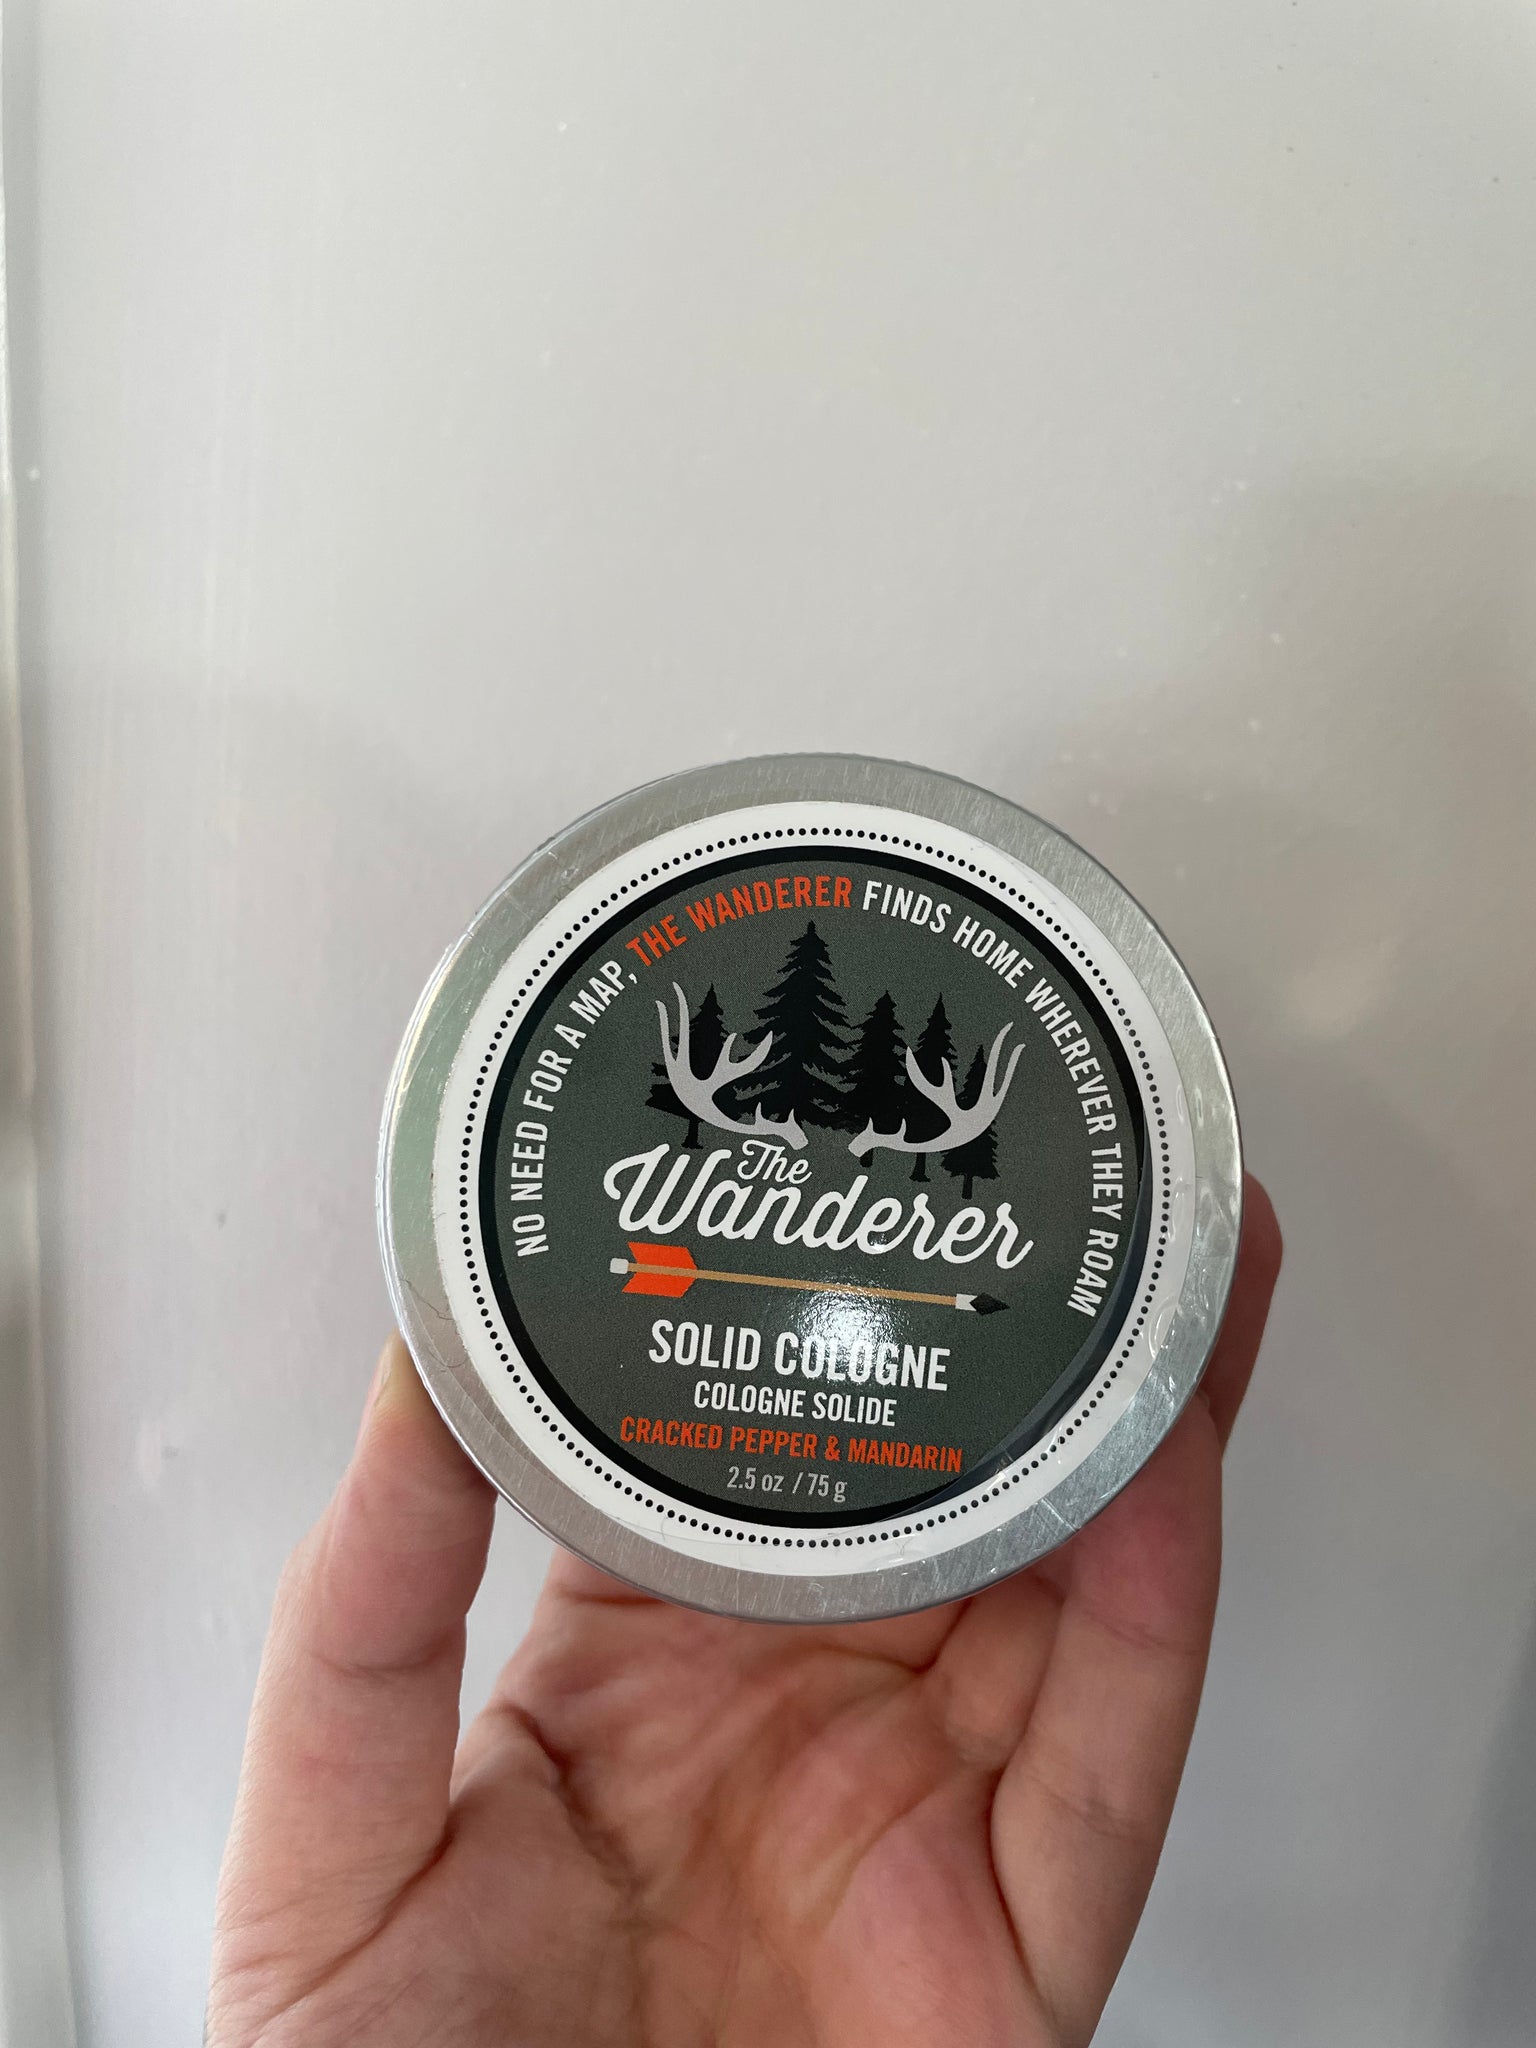 NO NEED FOR A MAP, THE WANDERER FINDS HOME WHEREVER THEY ROAM
The
Wanderer
SOLID COLOGNE
COLOGNE SOLIDE
CRACKED PEPPER & MANDARIN
2.5 oz / 75 g